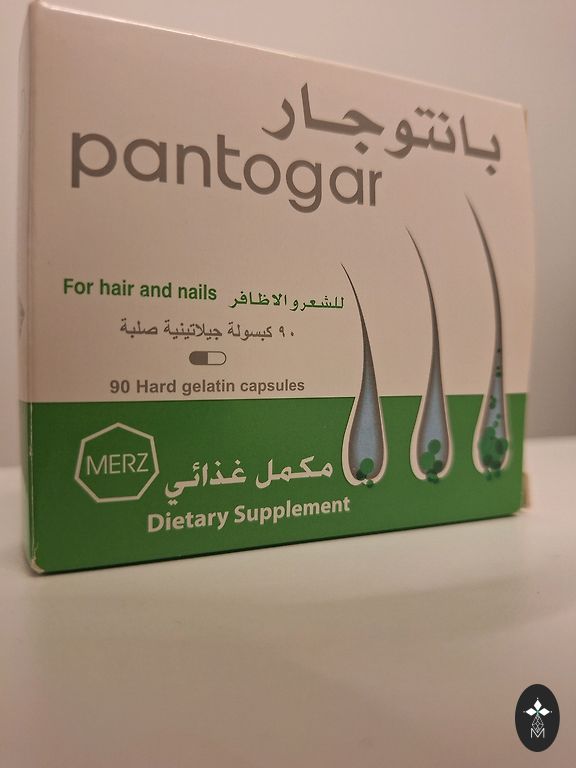 بانتوجار
pantogar
For hair and nails للشعر والاظافر
٩٠ كبسولة جيلاتينية صلبة
90 Hard gelatin capsules
MERZ
مكمل غذائي
Dietary Supplement
M